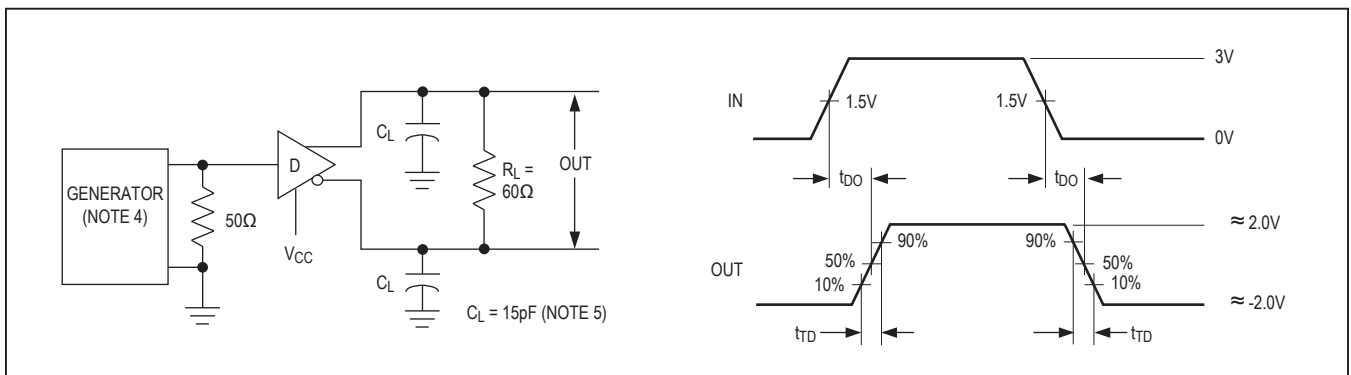 GENERATOR
(NOTE 4)
50Ω
D
VCC
CL
CL
RL =
60Ω
OUT
CL = 15pF (NOTE 5)
IN
3V
1.5V
1.5V
0V
tDO
tDO
≈ 2.0V
90%
90%
OUT
50%
50%
10%
10%
≈ -2.0V
tTD
tTD